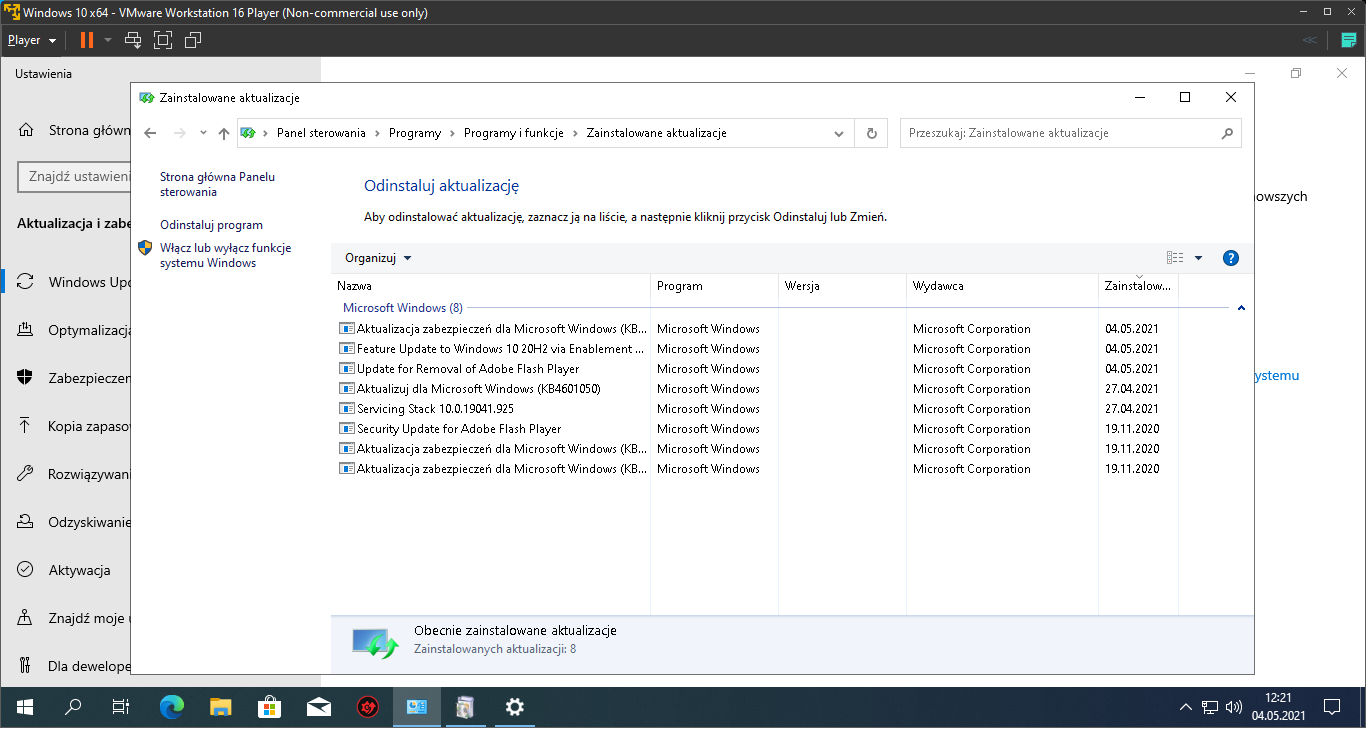 Windows 10 x64 - VMware Workstation 16 Player (Non-commercial use only)
Player
Ustawienia
Zainstalowane aktualizacje
Strona główn
Panel sterowania > Programy > Programy i funkcje > Zainstalowane aktualizacje
Przeszukaj: Zainstalowane aktualizacje
Znajdź ustawieni
Strona główna Panelu
sterowania
Odinstaluj aktualizację
owszych
Aktualizacja i zabe
Odinstaluj program
Aby odinstalować aktualizację, zaznacz ją na liście, a następnie kliknij przycisk Odinstaluj lub Zmień.
Włącz lub wyłącz funkcje
systemu Windows
Organizuj
Windows Upd
Nazwa Program Wersja Wydawca Zainstalow...
Microsoft Windows (8)
Optymalizacja
Aktualizacja zabezpieczeń dla Microsoft Windows (KB... Microsoft Windows Microsoft Corporation 04.05.2021
Feature Update to Windows 10 20H2 via Enablement ... Microsoft Windows Microsoft Corporation 04.05.2021
Update for Removal of Adobe Flash Player Microsoft Windows Microsoft Corporation 04.05.2021
Zabezpieczen
ystemu
Aktualizuj dla Microsoft Windows (KB4601050) Microsoft Windows Microsoft Corporation 27.04.2021
Servicing Stack 10.0.19041.925 Microsoft Windows Microsoft Corporation 27.04.2021
Kopia zapaso
Security Update for Adobe Flash Player Microsoft Windows Microsoft Corporation 19.11.2020
Aktualizacja zabezpieczeń dla Microsoft Windows (KB... Microsoft Windows Microsoft Corporation 19.11.2020
Aktualizacja zabezpieczeń dla Microsoft Windows (KB... Microsoft Windows Microsoft Corporation 19.11.2020
Rozwiązywani
Odzyskiwanie
Aktywacja
Znajdź moje u
Obecnie zainstalowane aktualizacje
Zainstalowanych aktualizacji: 8
Dla dewelope
12:21
04.05.2021